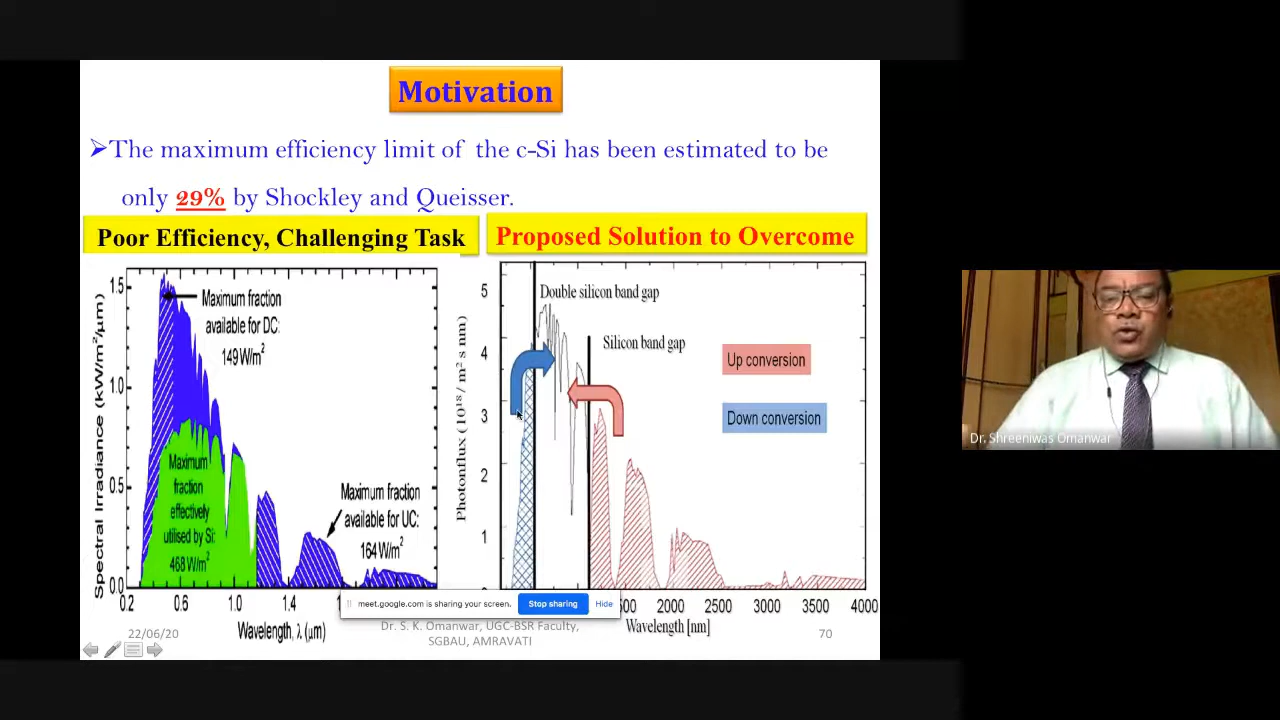 Motivation
➢The maximum efficiency limit of the c-Si has been estimated to be
only 29% by Shockley and Queisser.
Poor Efficiency, Challenging Task
Proposed Solution to Overcome
Spectral Irradiance (kW/m²/μm)
1.5
1.0
0.5
0.0
Maximum fraction
available for DC:
149 W/m²
Maximum
fraction
effectively
utilised by Si:
468 W/m²
Maximum fraction
available for UC:
164 W/m²
0.2 0.6 1.0 1.4
Wavelength, λ (μm)
Photonflux (10¹⁸/ m² s nm)
5
4
3
2
1
Double silicon band gap
Silicon band gap
Up conversion
Down conversion
2000 2500 3000 3500 4000
Wavelength [nm]
meet.google.com is sharing your screen. Stop sharing Hide
22/06/20
Dr. S. K. Omanwar, UGC-BSR Faculty,
SGBAU, AMRAVATI
70
Dr. Shreeniwas Omanwar